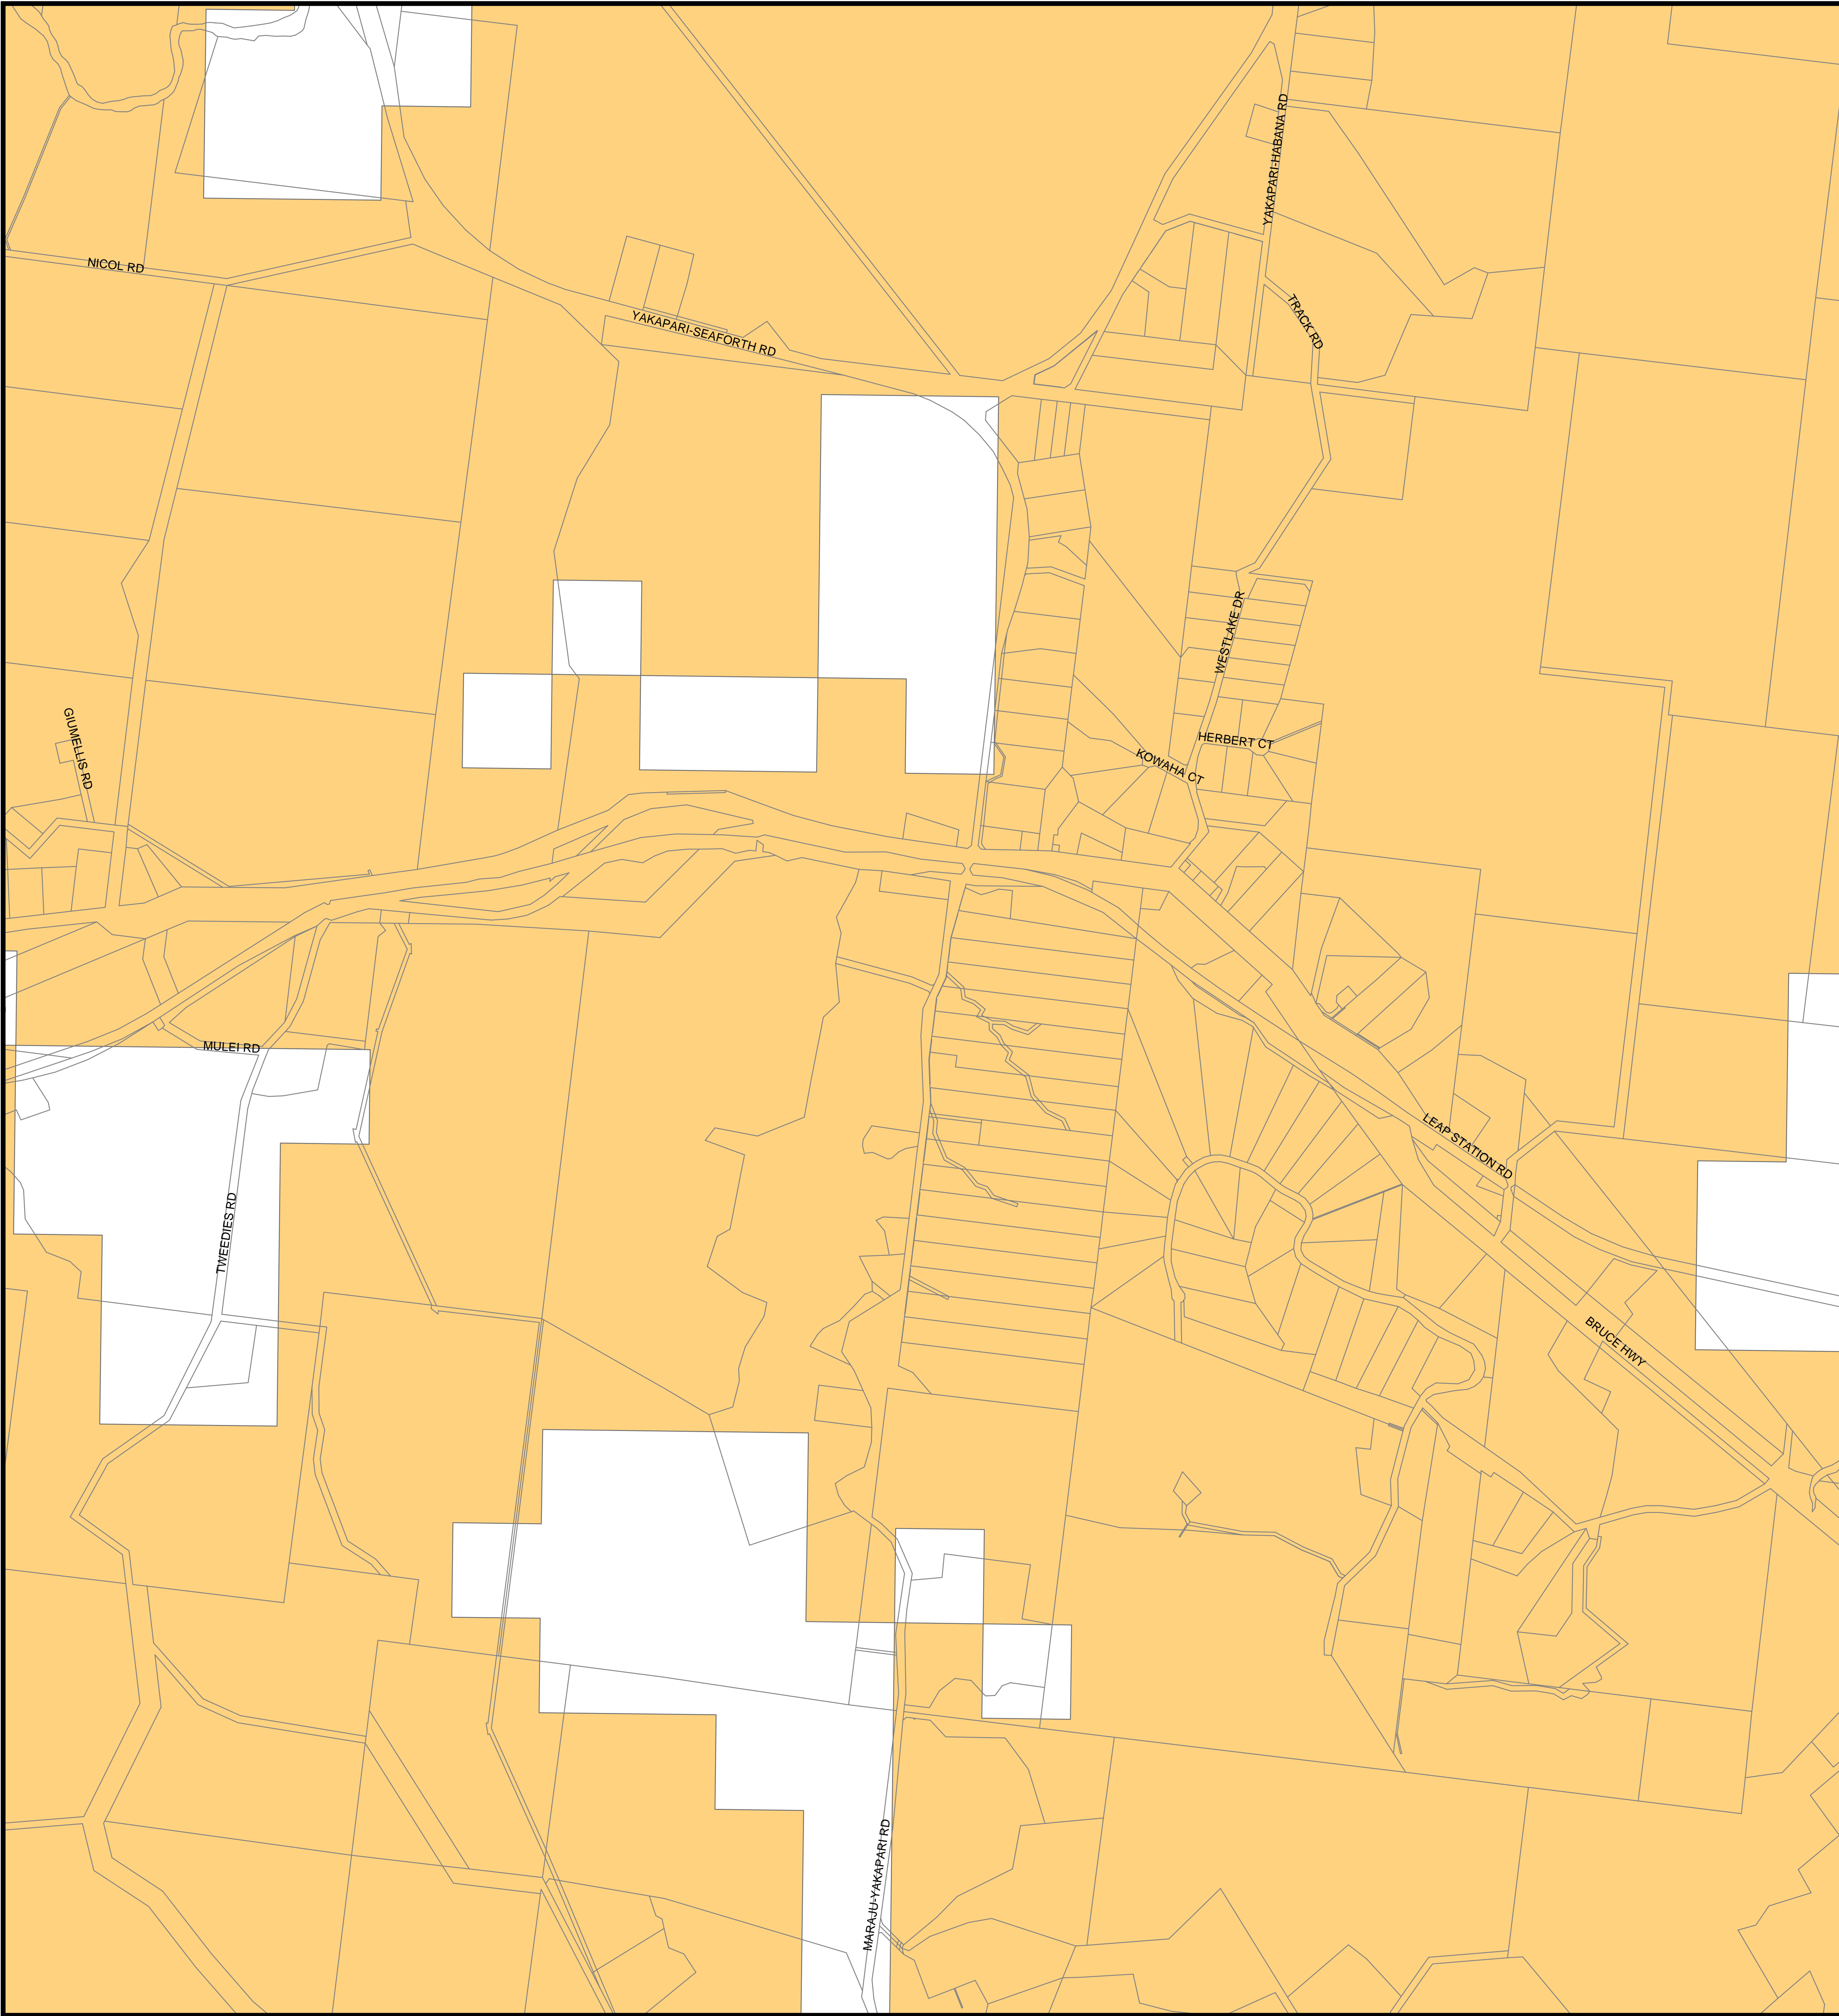 YAKAPARI-HABANA RD
NICOL RD
TRACK RD
YAKAPARI-SEAFORTH RD
WESTLAKE DR
GIUMELLIS RD
HERBERT CT
KOWAHA CT
MULEI RD
LEAP STATION RD
TWEEDIES RD
BRUCE HWY
MARAJU-YAKAPARI RD